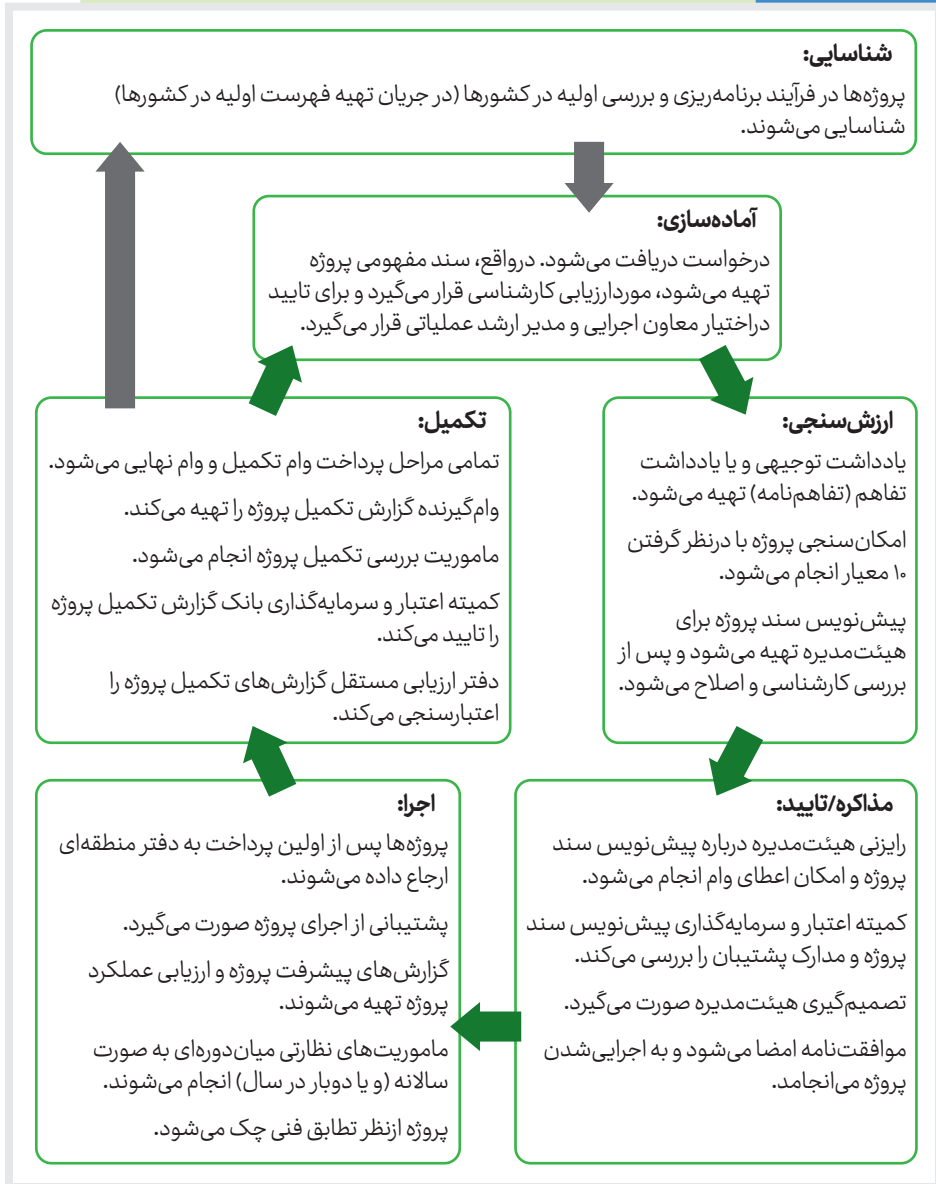 شناسایی:
پروژه‌ها در فرآیند برنامه‌ریزی و بررسی اولیه در کشورها (در جریان تهیه فهرست اولیه در کشورها)
شناسایی می‌شوند.
آماده‌سازی:
درخواست دریافت می‌شود. درواقع، سند مفهومی پروژه
تهیه می‌شود، موردارزیابی کارشناسی قرار می‌گیرد و برای تایید
دراختیار معاون اجرایی و مدیر ارشد عملیاتی قرار می‌گیرد.
ارزش‌سنجی:
یادداشت توجیهی و یا یادداشت
تفاهم (تفاهم‌نامه) تهیه می‌شود.
امکان‌سنجی پروژه با درنظر گرفتن
۱۰ معیار انجام می‌شود.
پیش‌نویس سند پروژه برای
هیئت‌مدیره تهیه می‌شود و پس از
بررسی کارشناسی و اصلاح می‌شود.
مذاکره/تایید:
رایزنی هیئت‌مدیره درباره پیش‌نویس سند
پروژه و امکان اعطای وام انجام می‌شود.
کمیته اعتبار و سرمایه‌گذاری پیش‌نویس سند
پروژه و مدارک پشتیبان را بررسی می‌کند.
تصمیم‌گیری هیئت‌مدیره صورت می‌گیرد.
موافقت‌نامه امضا می‌شود و به اجرایی‌شدن
پروژه می‌انجامد.
اجرا:
پروژه‌ها پس از اولین پرداخت به دفتر منطقه‌ای
ارجاع داده می‌شوند.
پشتیبانی از اجرای پروژه صورت می‌گیرد.
گزارش‌های پیشرفت پروژه و ارزیابی عملکرد
پروژه تهیه می‌شوند.
ماموریت‌های نظارتی میان‌دوره‌ای به صورت
سالانه (و یا دوبار در سال) انجام می‌شوند.
پروژه ازنظر تطابق فنی چک می‌شود.
تکمیل:
تمامی مراحل پرداخت وام تکمیل و وام نهایی می‌شود.
وام‌گیرنده گزارش تکمیل پروژه را تهیه می‌کند.
ماموریت بررسی تکمیل پروژه انجام می‌شود.
کمیته اعتبار و سرمایه‌گذاری بانک گزارش تکمیل پروژه
را تایید می‌کند.
دفتر ارزیابی مستقل گزارش‌های تکمیل پروژه را
اعتبارسنجی می‌کند.